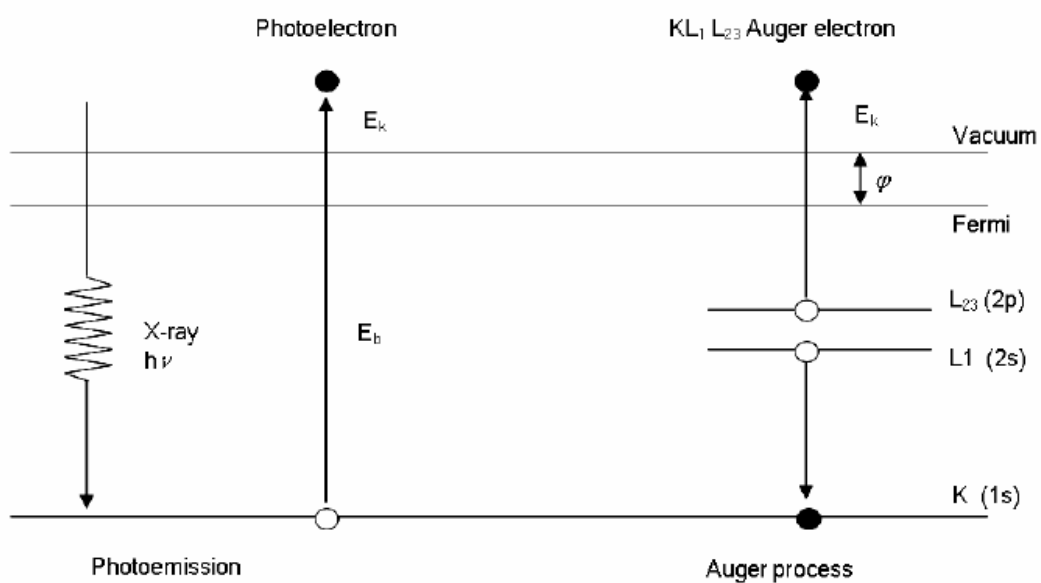 Photoelectron
KL₁ L₂₃ Auger electron
Eₖ
Eₖ
Vacuum
φ
Fermi
L₂₃ (2p)
X-ray
hν
E_b
L1 (2s)
K (1s)
Photoemission
Auger process